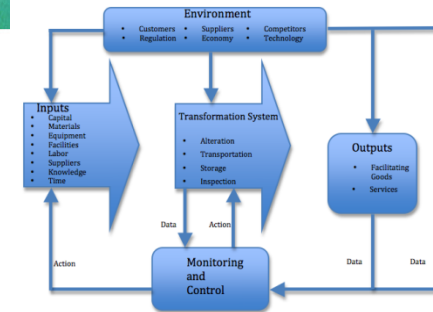 Environment
Customers Suppliers Competitors
Regulation Economy Technology
Inputs
Capital
Materials
Equipment
Facilities
Labor
Suppliers
Knowledge
Time
Transformation System
Alteration
Transportation
Storage
Inspection
Outputs
Facilitating
Goods
Services
Data Action
Action
Data Data
Monitoring
and
Control